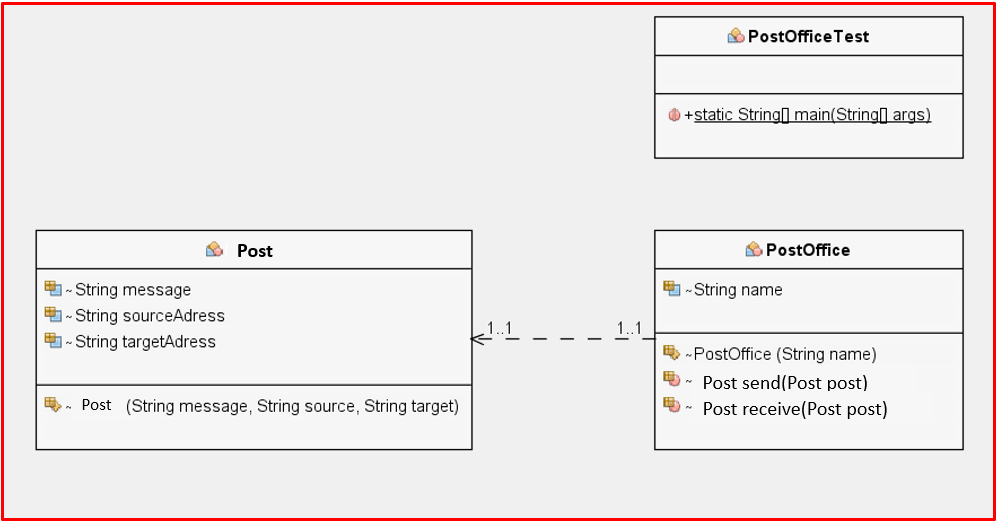 PostOfficeTest
+static String[] main(String[] args)
Post
~String message
~String sourceAdress
~String targetAdress
~ Post (String message, String source, String target)
1..1 1..1
PostOffice
~String name
~PostOffice (String name)
~ Post send(Post post)
~ Post receive(Post post)